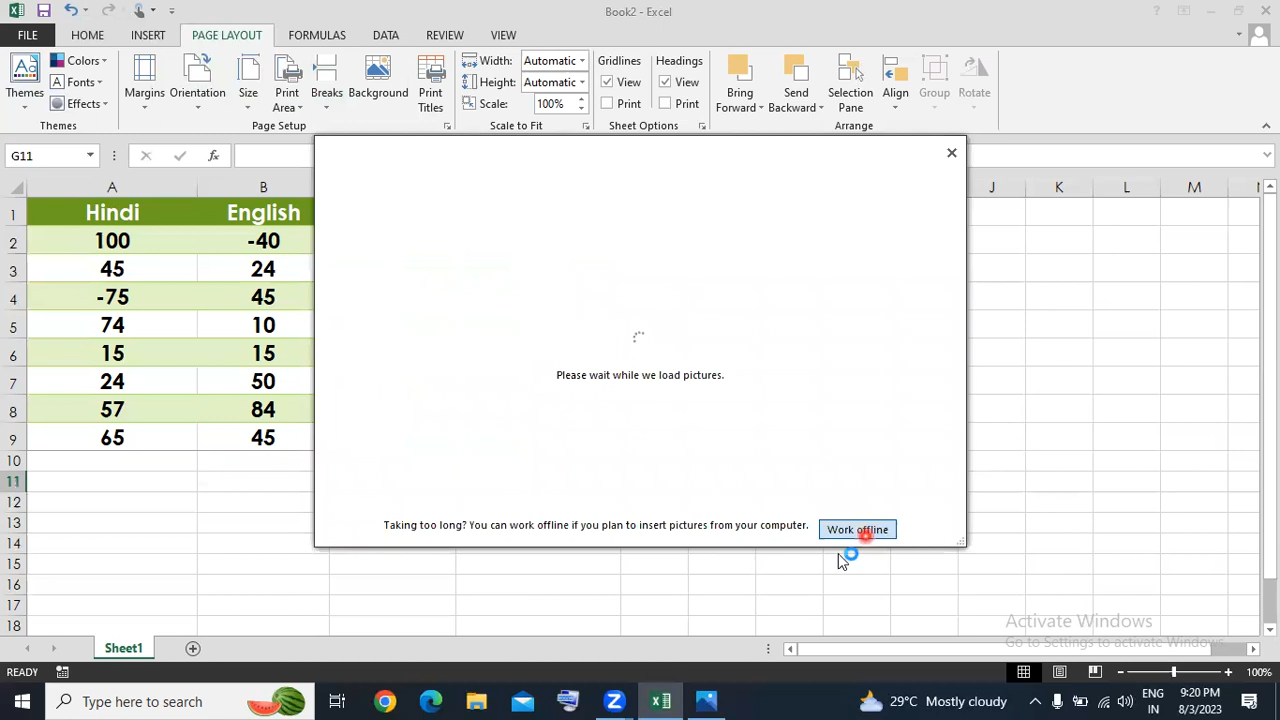 Book2 - Excel
FILE HOME INSERT PAGE LAYOUT FORMULAS DATA REVIEW VIEW
Themes Colors Fonts Effects Margins Orientation Size Print Area Breaks Background Print Titles
Width: Automatic Gridlines Headings
Height: Automatic View View
Scale: 100% Print Print
Bring Forward Send Backward Selection Pane Align Group Rotate
Themes Page Setup Scale to Fit Sheet Options Arrange
G11 fx
A B J K L M
1 Hindi English
2 100 -40
3 45 24
4 -75 45
5 74 10
6 15 15
7 24 50
8 57 84
9 65 45
10
11
12
13
14
15
16
17
18
Please wait while we load pictures.
Taking too long? You can work offline if you plan to insert pictures from your computer. Work offline
Activate Windows
Go to Settings to activate Windows.
Sheet1
READY 100%
Type here to search 29°C Mostly cloudy ENG IN 9:20 PM 8/3/2023